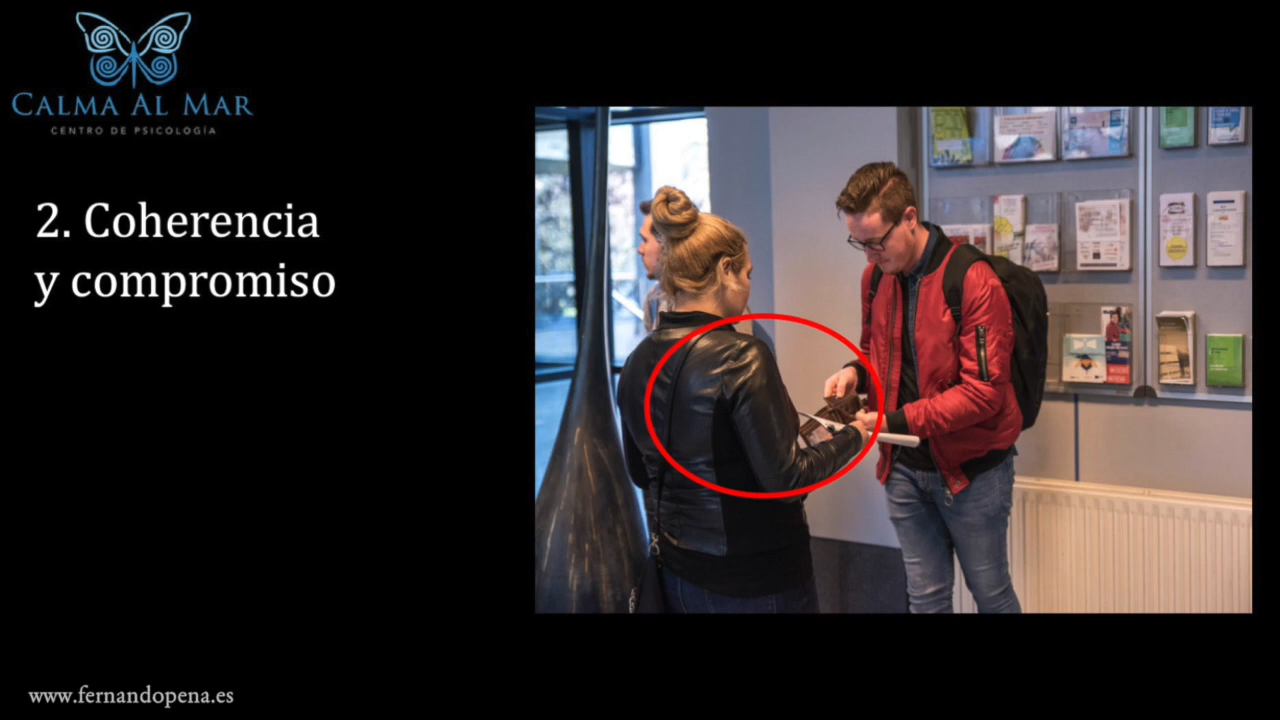 CALMA AL MAR
CENTRO DE PSICOLOGÍA
2. Coherencia
y compromiso
www.fernandopena.es